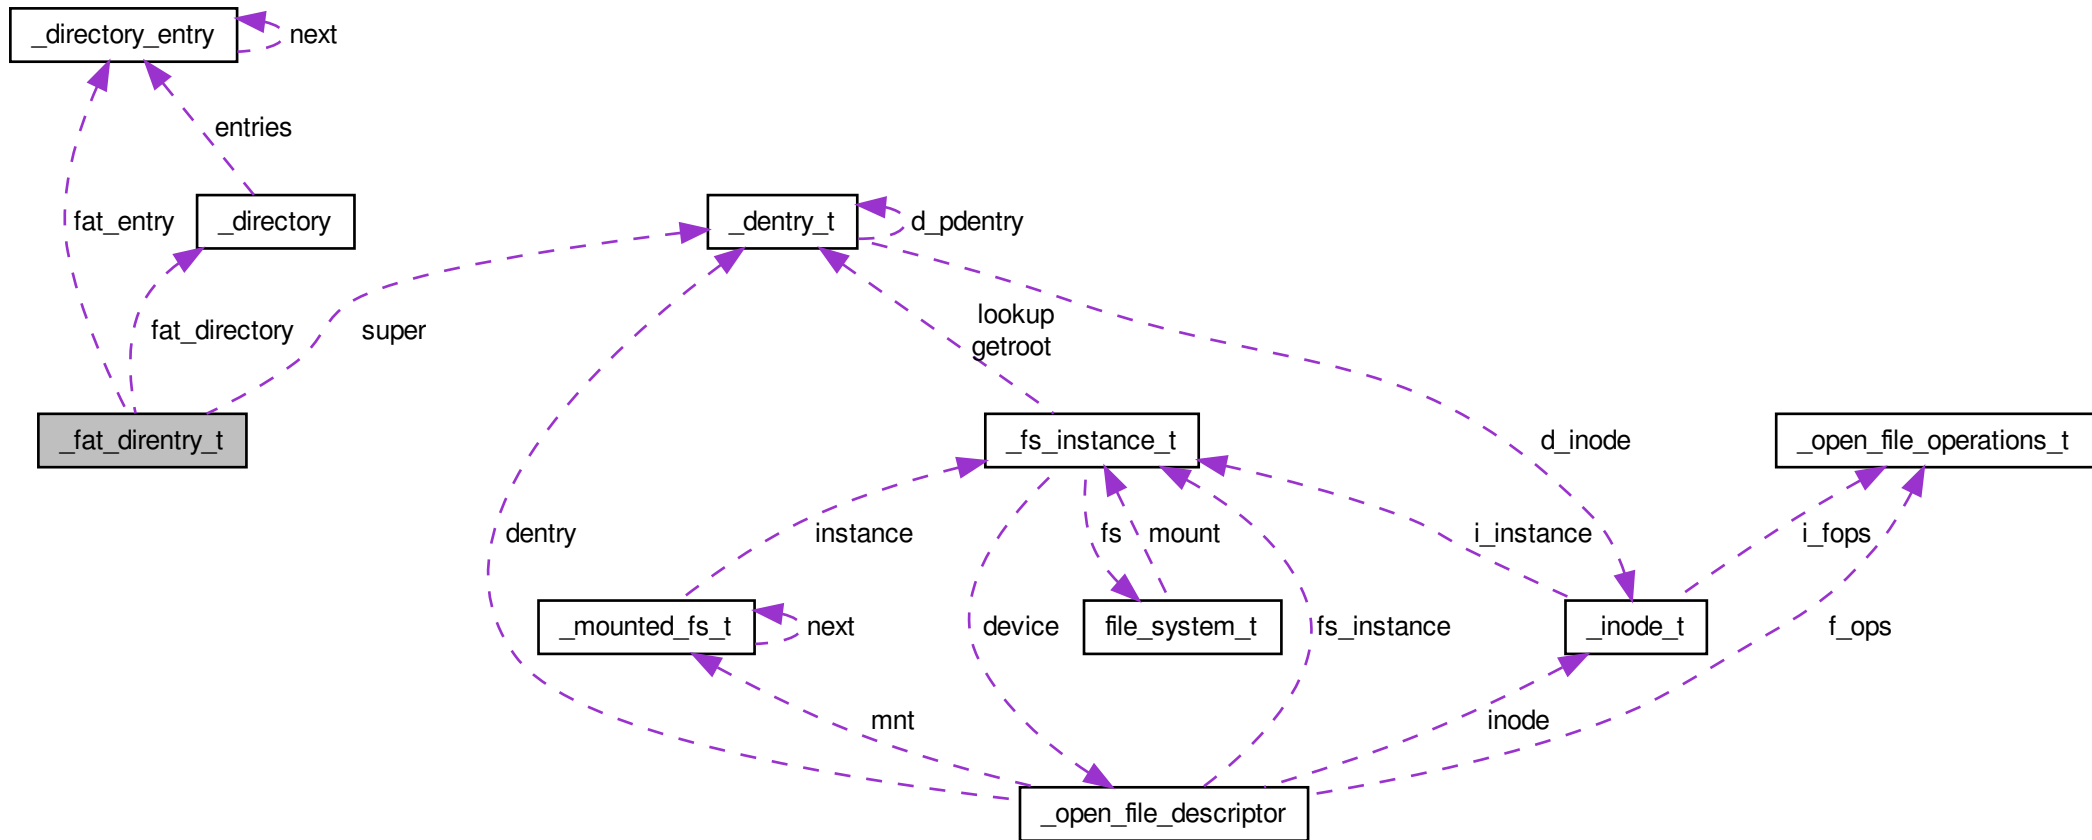 _directory_entry
next
entries
fat_entry
_directory
_dentry_t
d_pdentry
fat_directory
super
lookup
getroot
_fat_direntry_t
_fs_instance_t
d_inode
_open_file_operations_t
dentry
instance
fs
mount
i_instance
i_fops
_mounted_fs_t
next
device
file_system_t
fs_instance
_inode_t
f_ops
mnt
inode
_open_file_descriptor